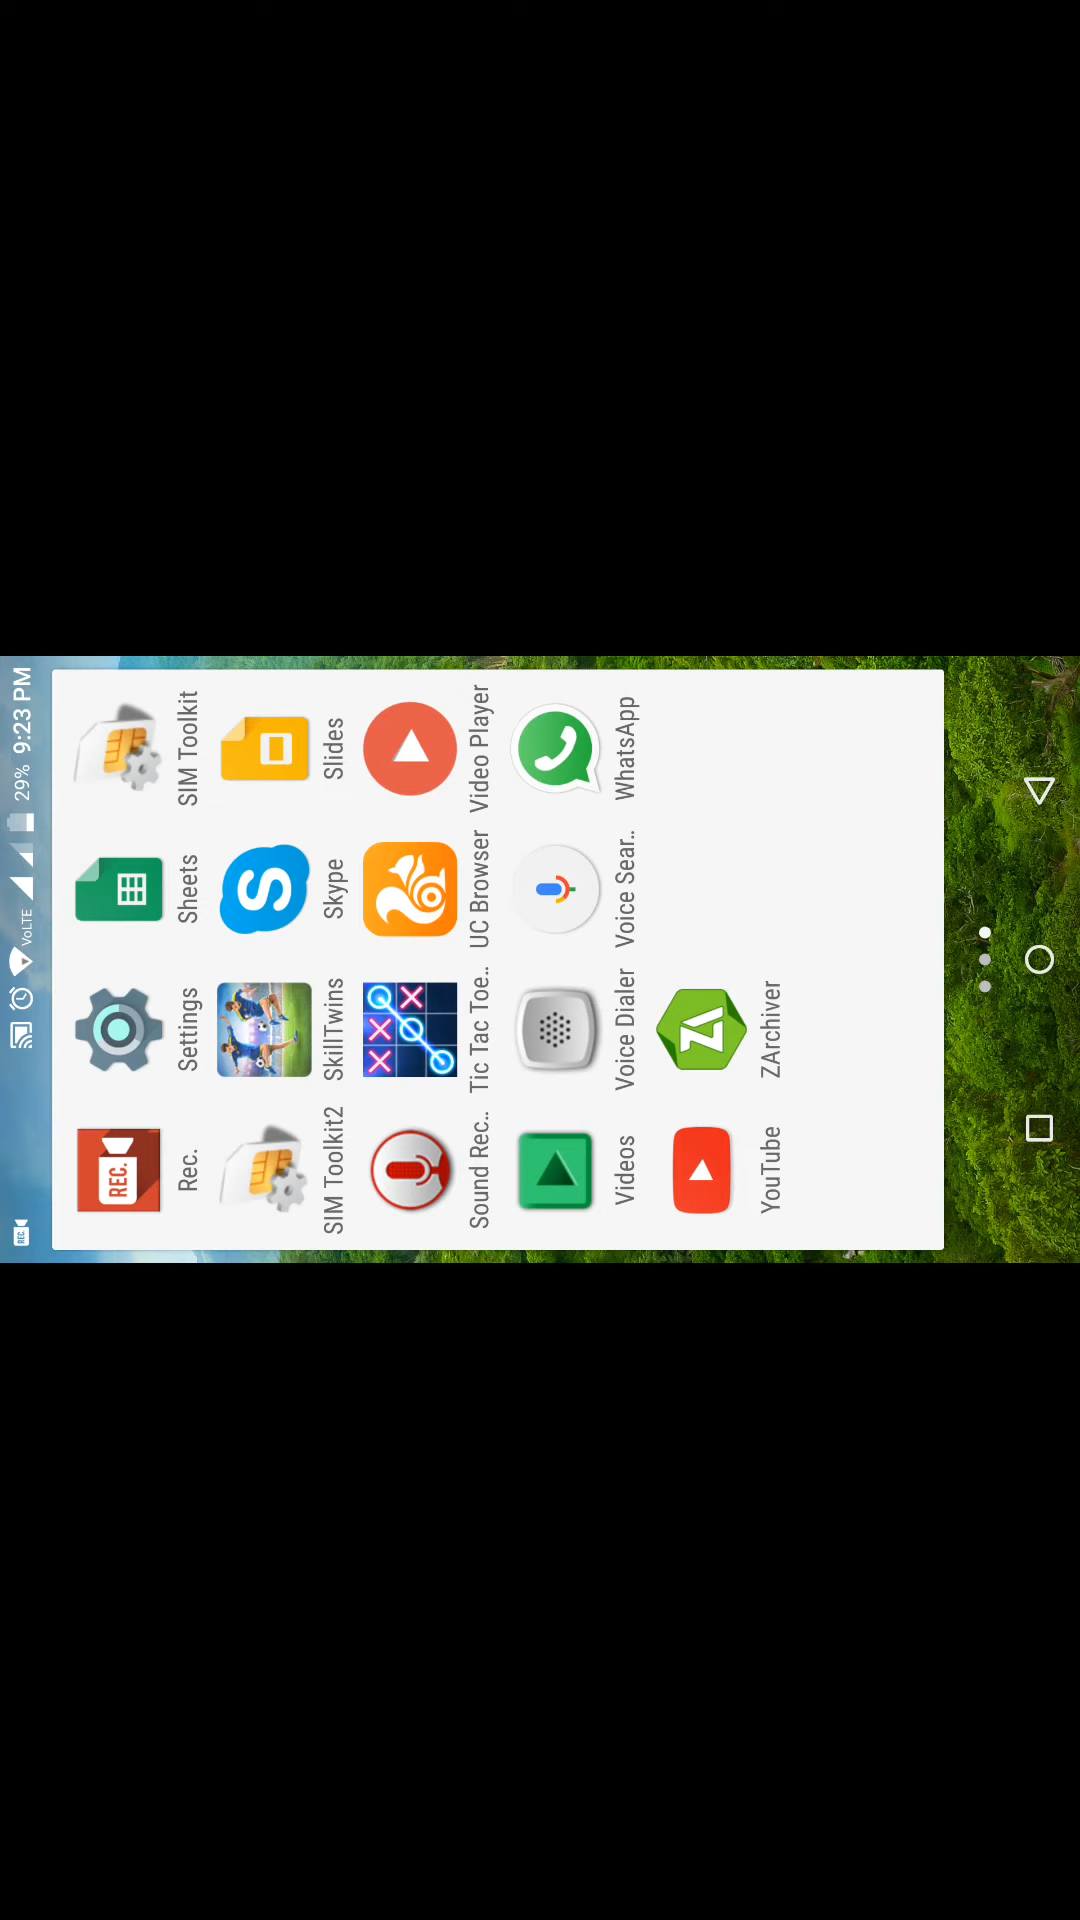 REC.
VoLTE
29%
9:23 PM
REC.
Rec.
Settings
Sheets
SIM Toolkit
SIM Toolkit2
SkillTwins
Skype
Slides
Sound Rec..
Tic Tac Toe..
UC Browser
Video Player
Videos
Voice Dialer
Voice Sear..
WhatsApp
YouTube
ZArchiver